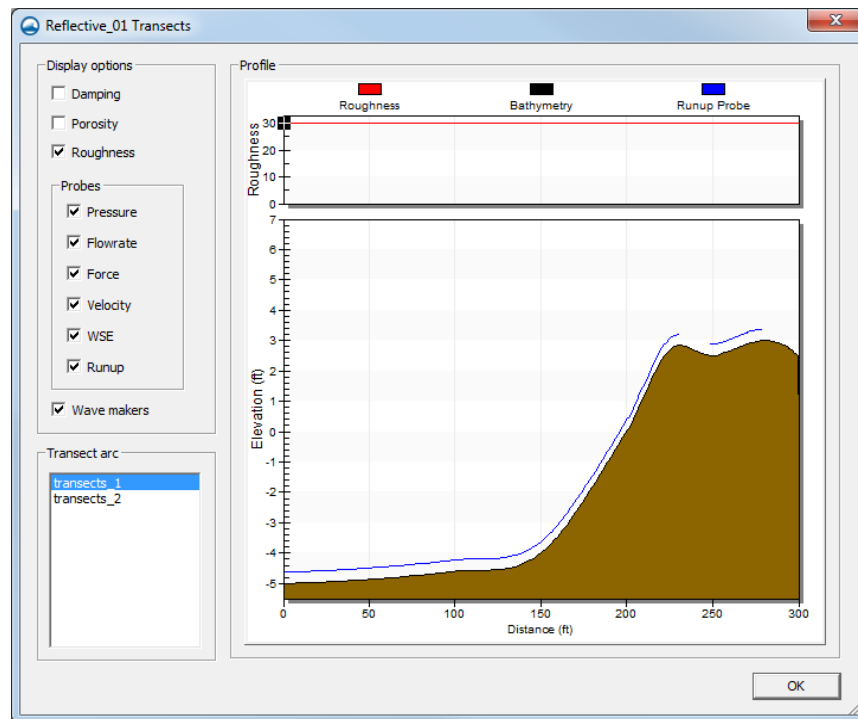 Reflective_01 Transects
Display options
Damping
Porosity
Roughness
Probes
Pressure
Flowrate
Force
Velocity
WSE
Runup
Wave makers
Transect arc
transects_1
transects_2
Profile
Roughness Bathymetry Runup Probe
Roughness
30
20
10
0
Elevation (ft)
7
6
5
4
3
2
1
0
-1
-2
-3
-4
-5
0 50 100 150 200 250 300
Distance (ft)
OK